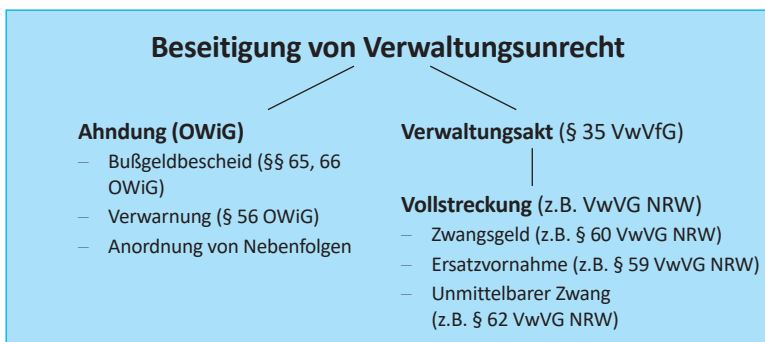 Beseitigung von Verwaltungsunrecht
Ahndung (OWiG)
– Bußgeldbescheid (§§ 65, 66
OWiG)
– Verwarnung (§ 56 OWiG)
– Anordnung von Nebenfolgen
Verwaltungsakt (§ 35 VwVfG)
Vollstreckung (z.B. VwVG NRW)
– Zwangsgeld (z.B. § 60 VwVG NRW)
– Ersatzvornahme (z.B. § 59 VwVG NRW)
– Unmittelbarer Zwang
(z.B. § 62 VwVG NRW)